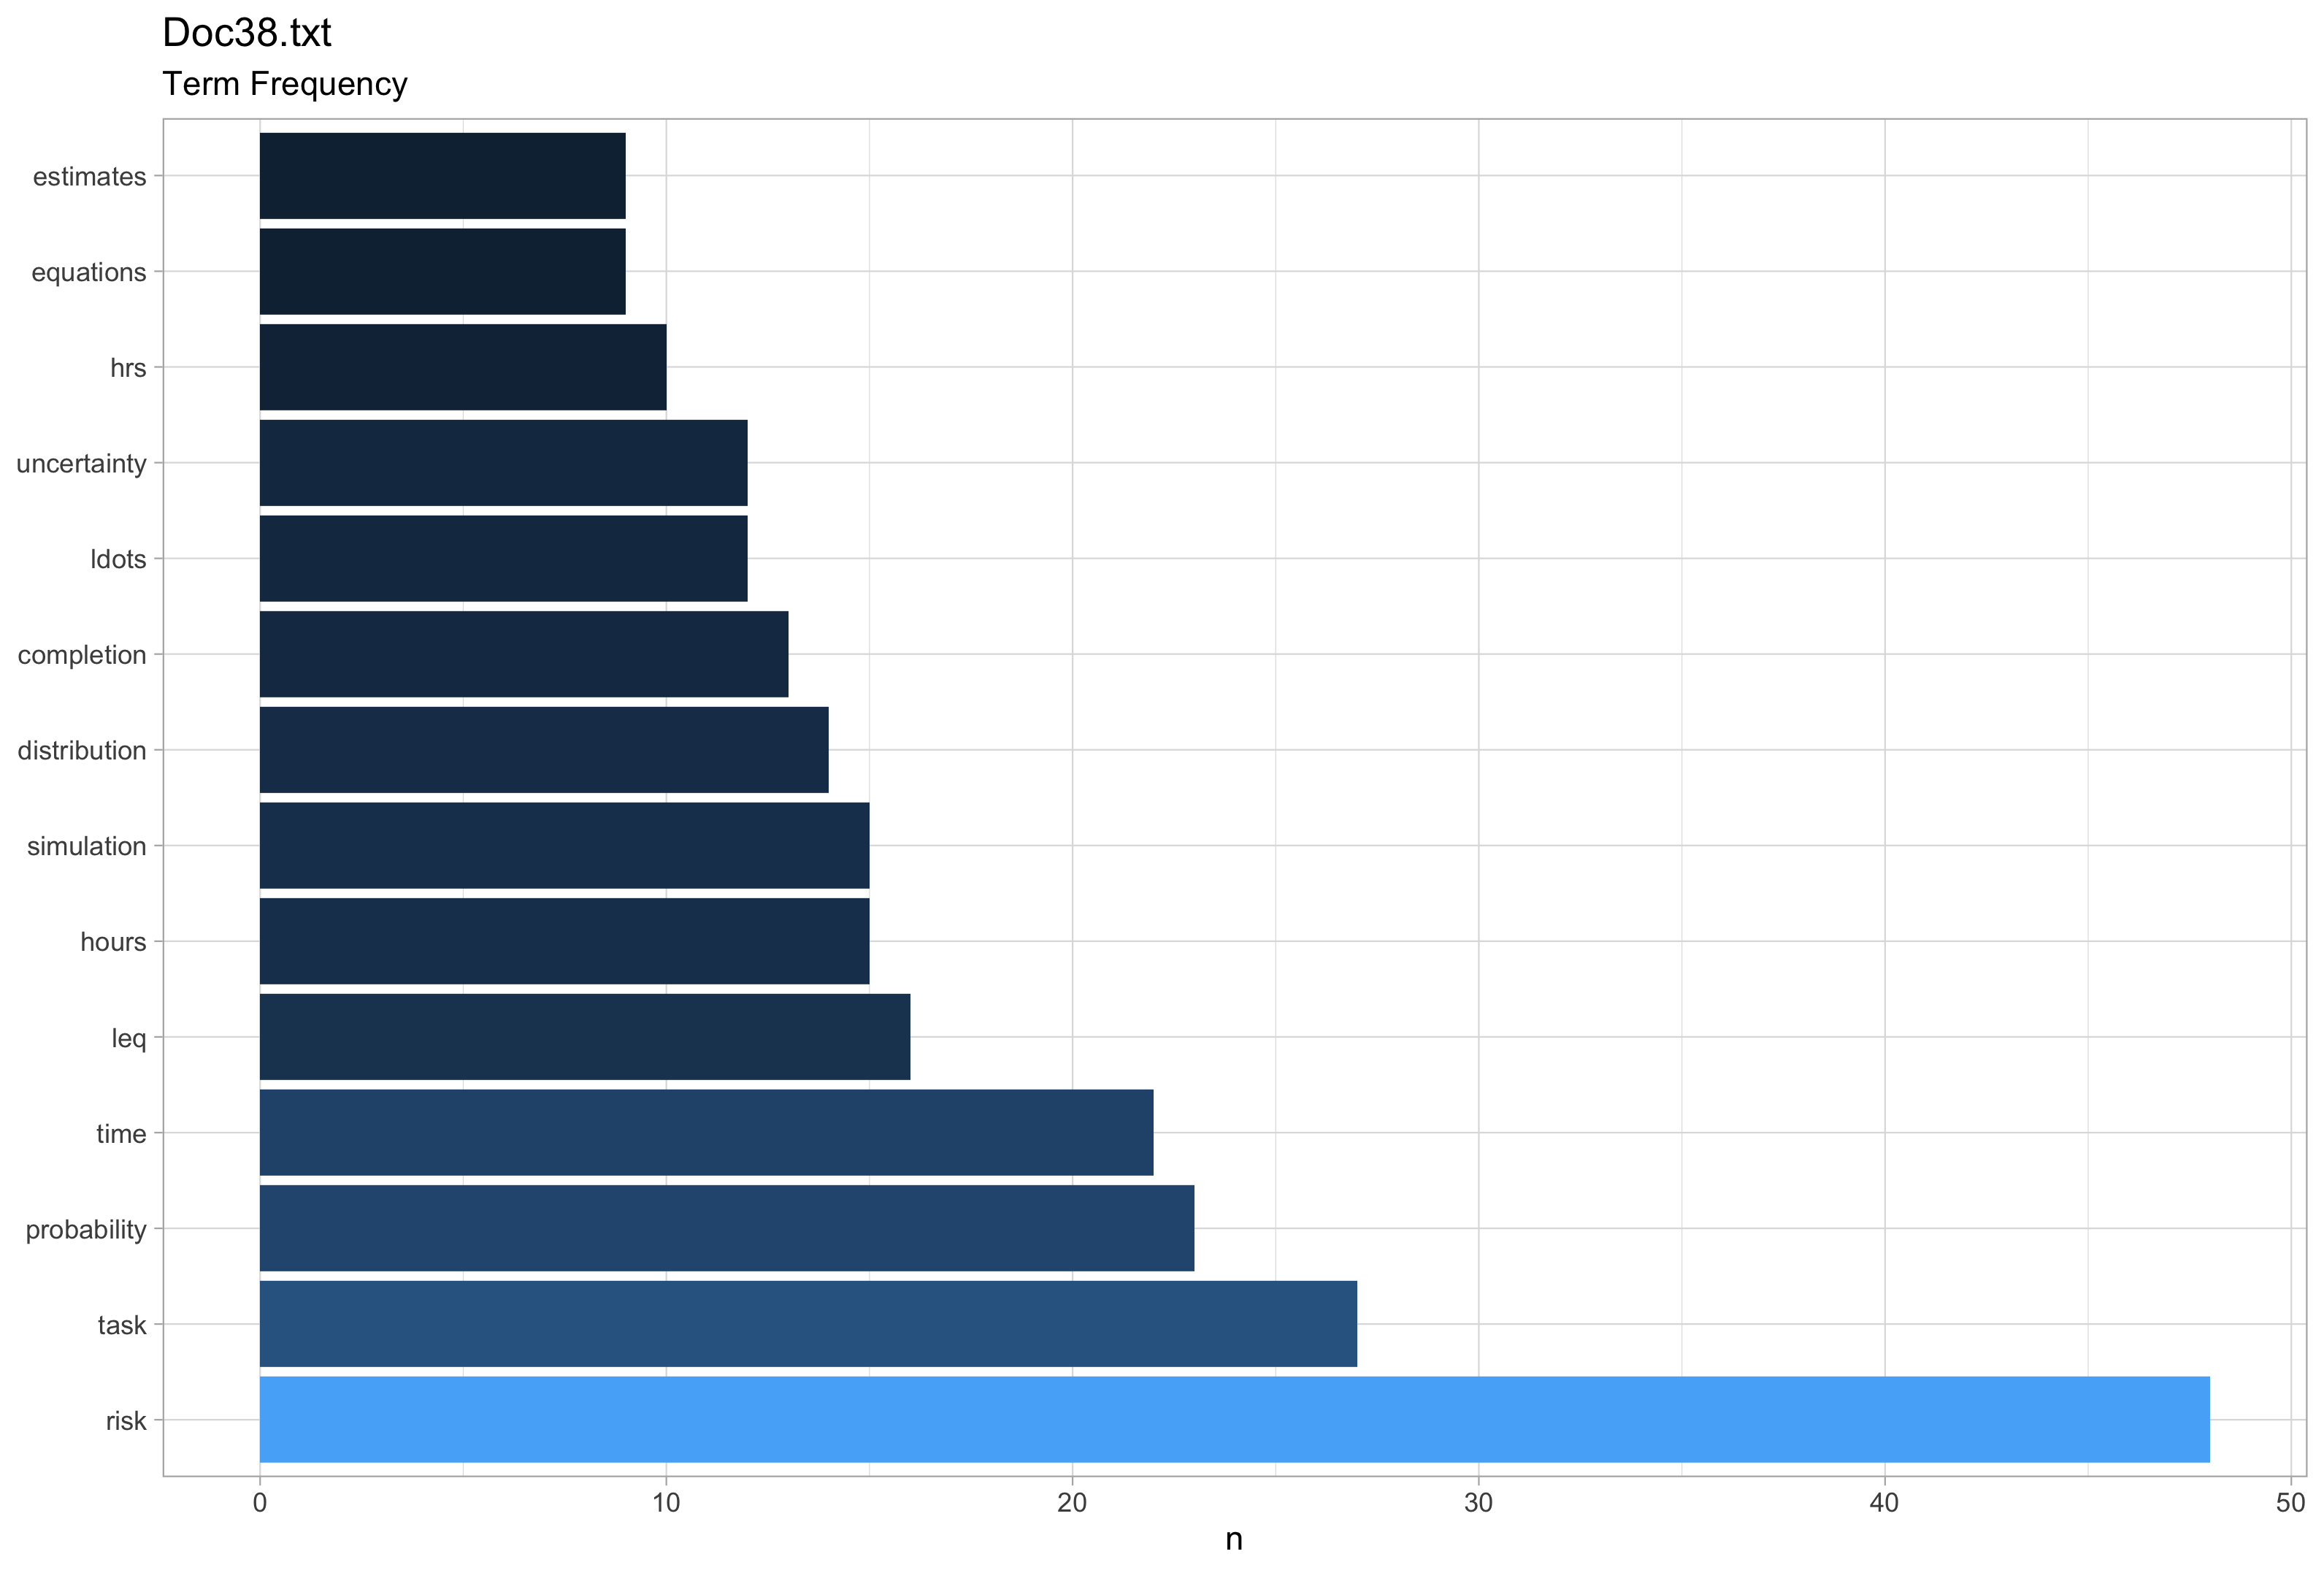 Doc38.txt
Term Frequency
estimates
equations
hrs
uncertainty
ldots
completion
distribution
simulation
hours
leq
time
probability
task
risk
0 10 20 30 40 50
n